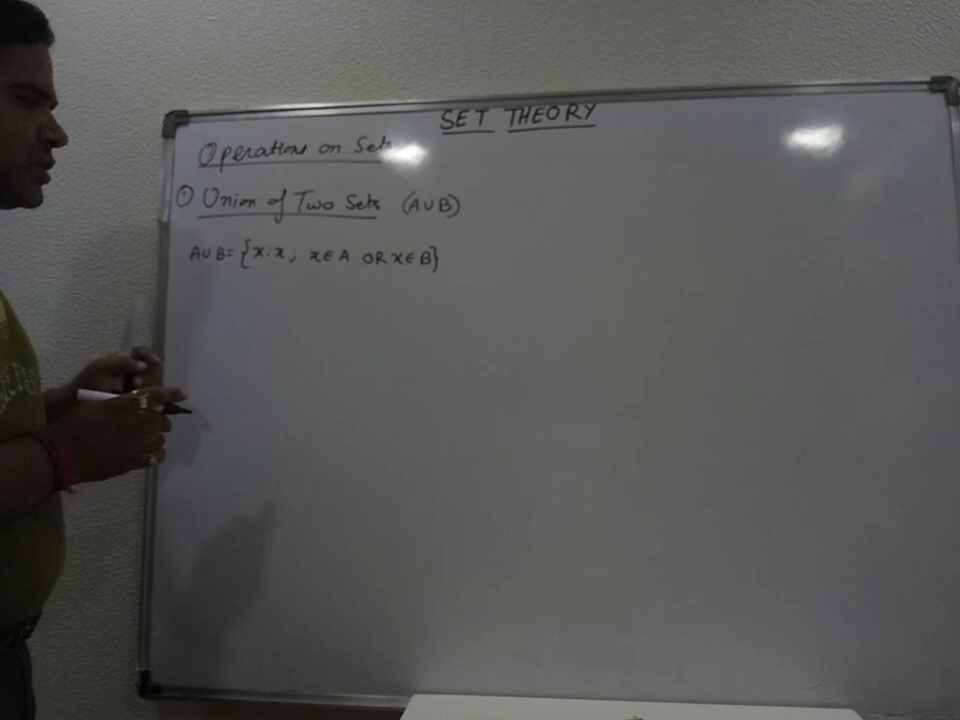 SET THEORY
Operations on Sets
① Union of Two Sets (A∪B)
A∪B= {x:x; x∈A OR x∈B}